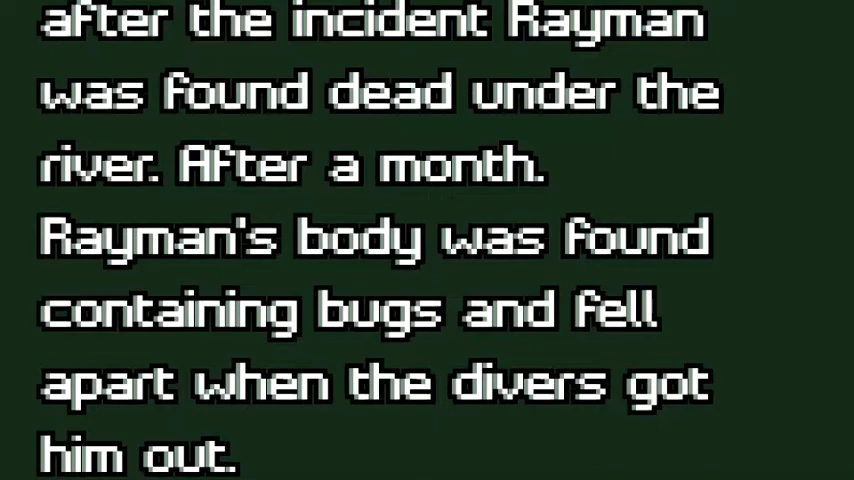 after the incident Rayman
was found dead under the
river. After a month.
Rayman's body was found
containing bugs and fell
apart when the divers got
him out.